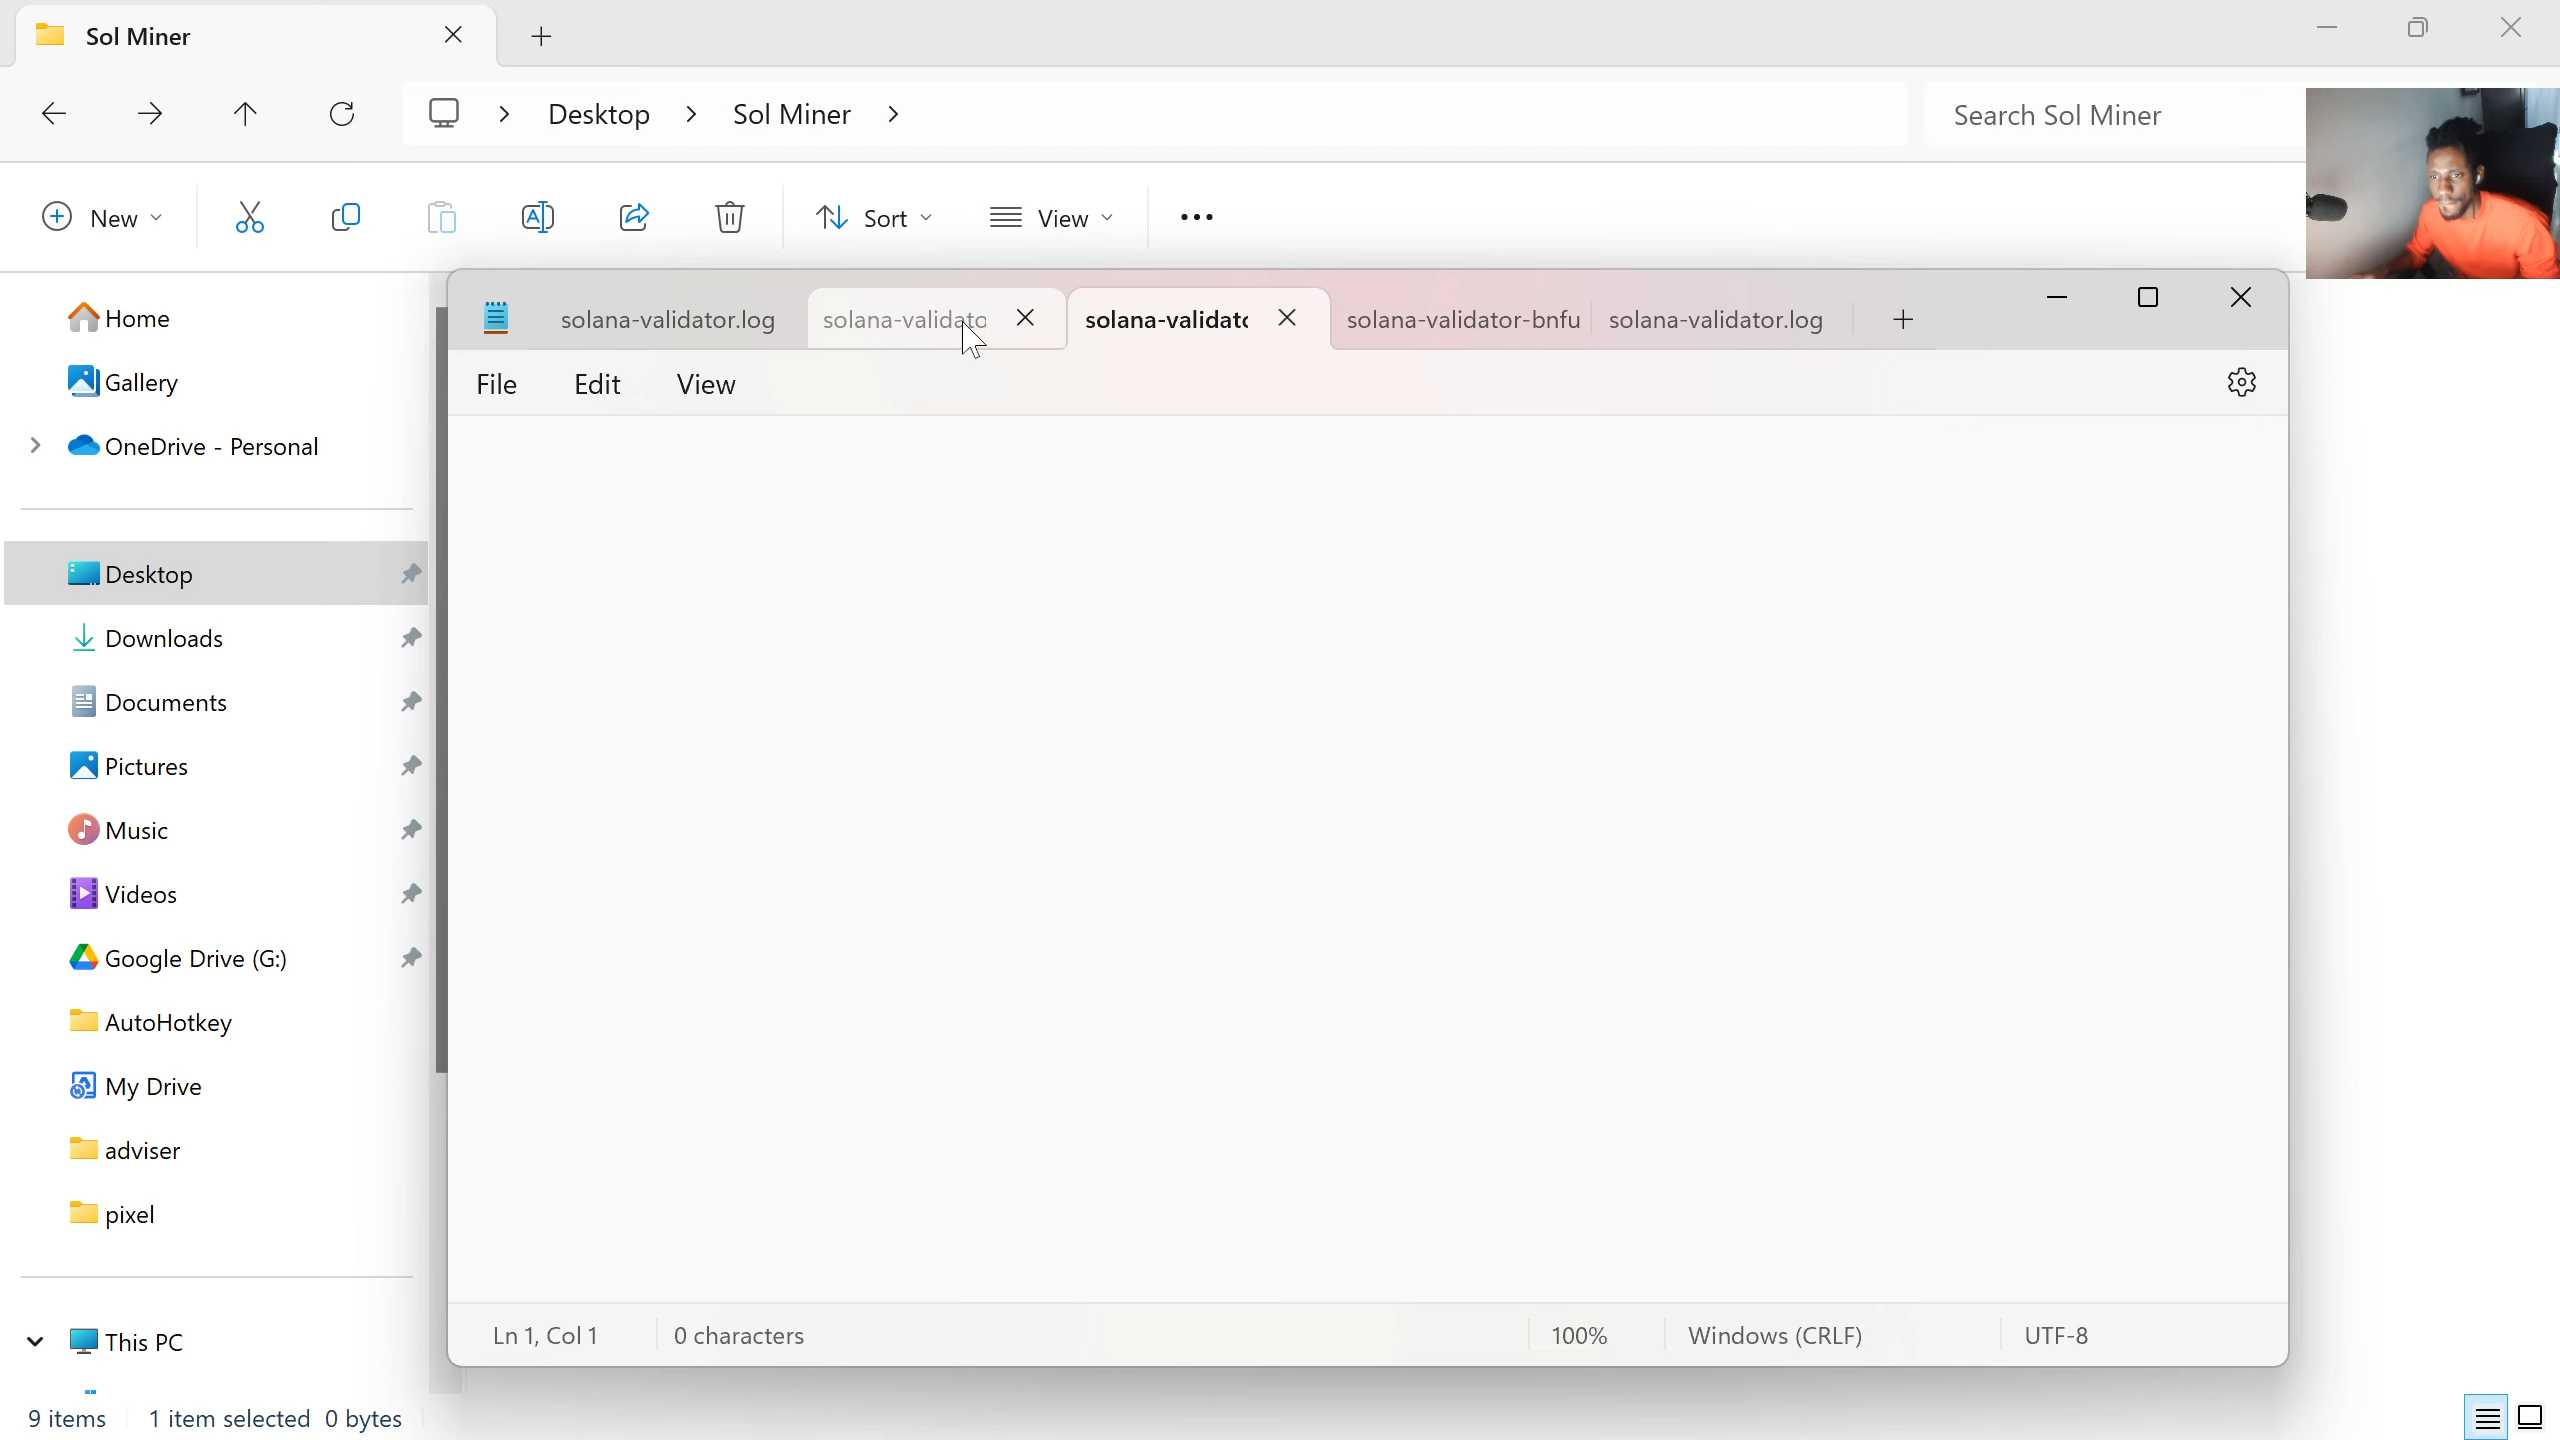 Sol Miner
Desktop
Sol Miner
Search Sol Miner
New
Sort
View
solana-validator.log
solana-validato
solana-validato
solana-validator-bnfu
solana-validator.log
File
Edit
View
Home
Gallery
OneDrive - Personal
Desktop
Downloads
Documents
Pictures
Music
Videos
Google Drive (G:)
AutoHotkey
My Drive
adviser
pixel
This PC
Ln 1, Col 1
0 characters
100%
Windows (CRLF)
UTF-8
9 items
1 item selected 0 bytes